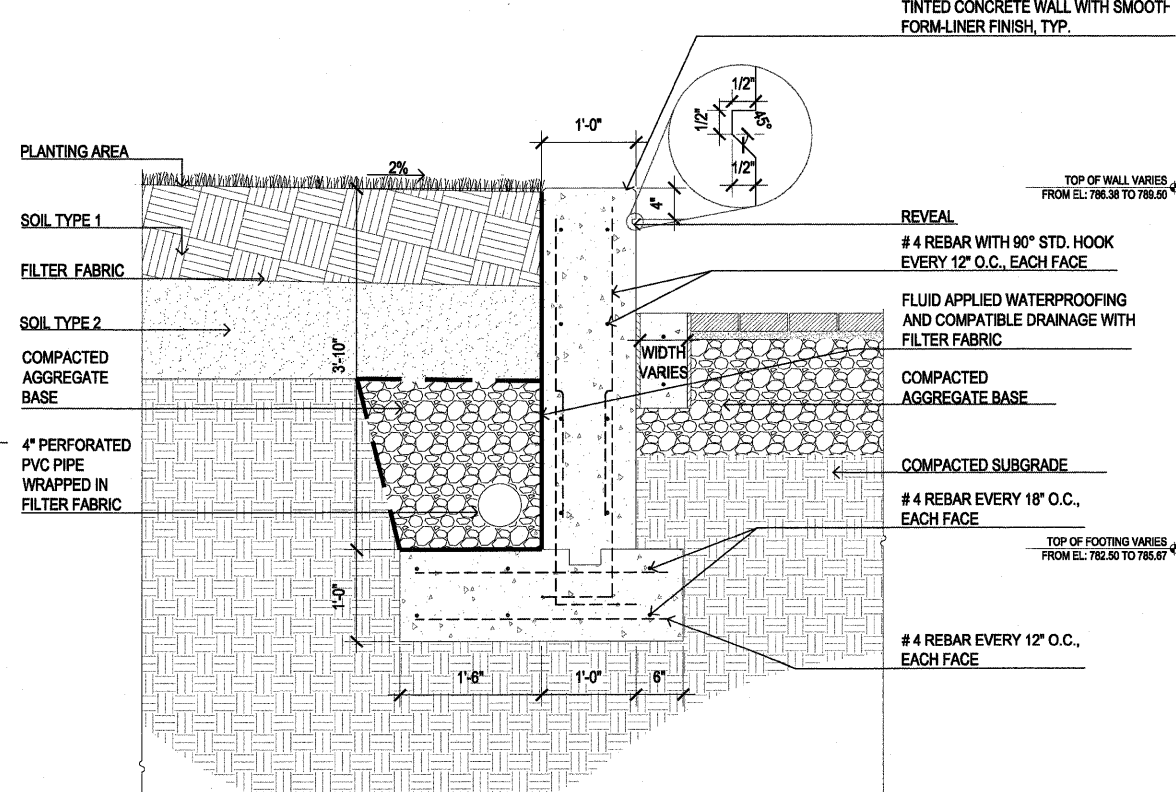 TINTED CONCRETE WALL WITH SMOOTH
FORM-LINER FINISH, TYP.
1/2"
1/2"
45°
1/2"
1'-0"
PLANTING AREA
2%
4"
TOP OF WALL VARIES
FROM EL: 786.38 TO 789.50
SOIL TYPE 1
REVEAL
# 4 REBAR WITH 90° STD. HOOK
EVERY 12" O.C., EACH FACE
FILTER FABRIC
FLUID APPLIED WATERPROOFING
AND COMPATIBLE DRAINAGE WITH
FILTER FABRIC
SOIL TYPE 2
3'-10"
WIDTH
VARIES
COMPACTED
AGGREGATE
BASE
COMPACTED
AGGREGATE BASE
4" PERFORATED
PVC PIPE
WRAPPED IN
FILTER FABRIC
COMPACTED SUBGRADE
# 4 REBAR EVERY 18" O.C.,
EACH FACE
TOP OF FOOTING VARIES
FROM EL: 782.50 TO 785.67
1'-0"
# 4 REBAR EVERY 12" O.C.,
EACH FACE
1'-6"
1'-0"
6"